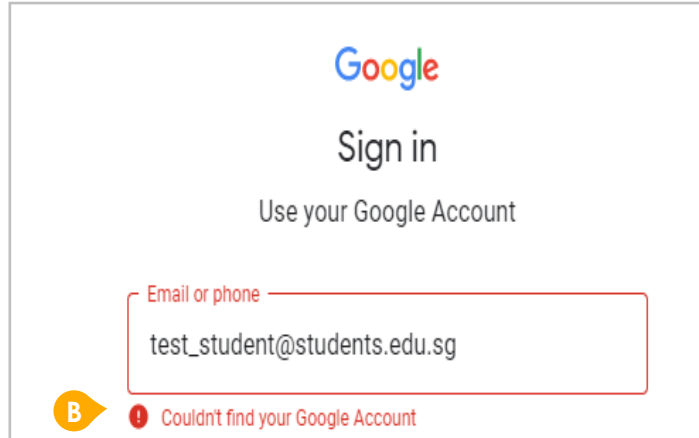 Google
Sign in
Use your Google Account
Email or phone
test_student@students.edu.sg
B
! Couldn't find your Google Account